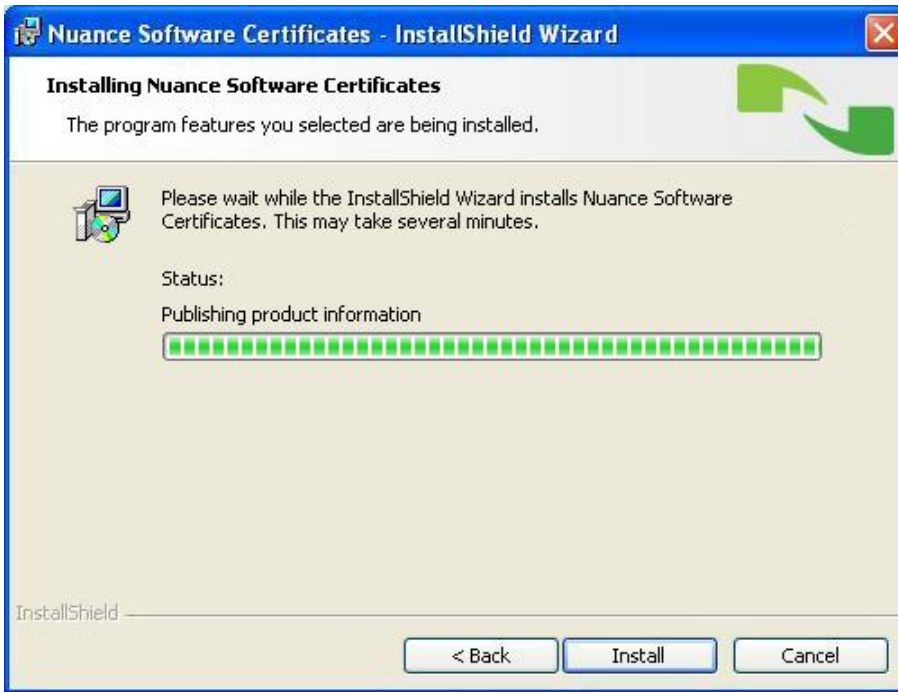 Nuance Software Certificates - InstallShield Wizard
Installing Nuance Software Certificates
The program features you selected are being installed.
Please wait while the InstallShield Wizard installs Nuance Software
Certificates. This may take several minutes.
Status:
Publishing product information
InstallShield
< Back Install Cancel